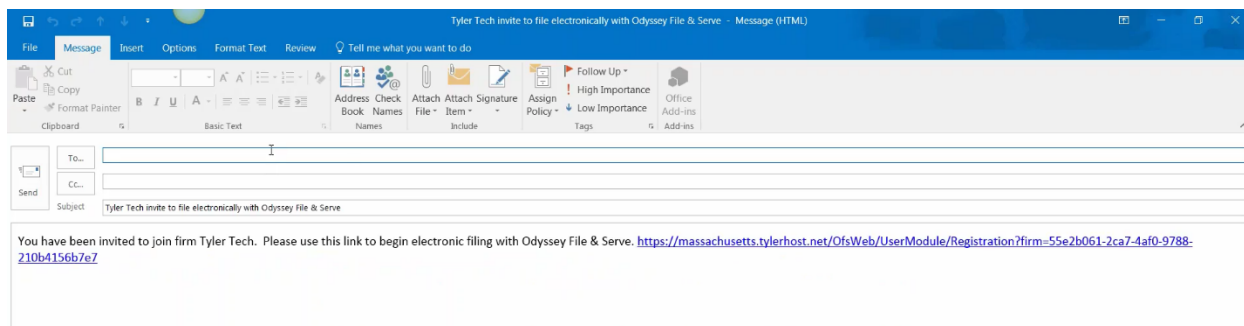 Tyler Tech invite to file electronically with Odyssey File & Serve - Message (HTML)
File Message Insert Options Format Text Review Tell me what you want to do
Cut
Copy
Format Painter
Paste
Clipboard
B I U A
Basic Text
Address Book
Check Names
Names
Attach File
Attach Item
Signature
Include
Assign Policy
Follow Up
High Importance
Low Importance
Tags
Office Add-ins
Add-ins
Send
To...
Cc...
Subject Tyler Tech invite to file electronically with Odyssey File & Serve
You have been invited to join firm Tyler Tech. Please use this link to begin electronic filing with Odyssey File & Serve. https://massachusetts.tylerhost.net/OfsWeb/UserModule/Registration?firm=55e2b061-2ca7-4af0-9788-
210b4156b7e7